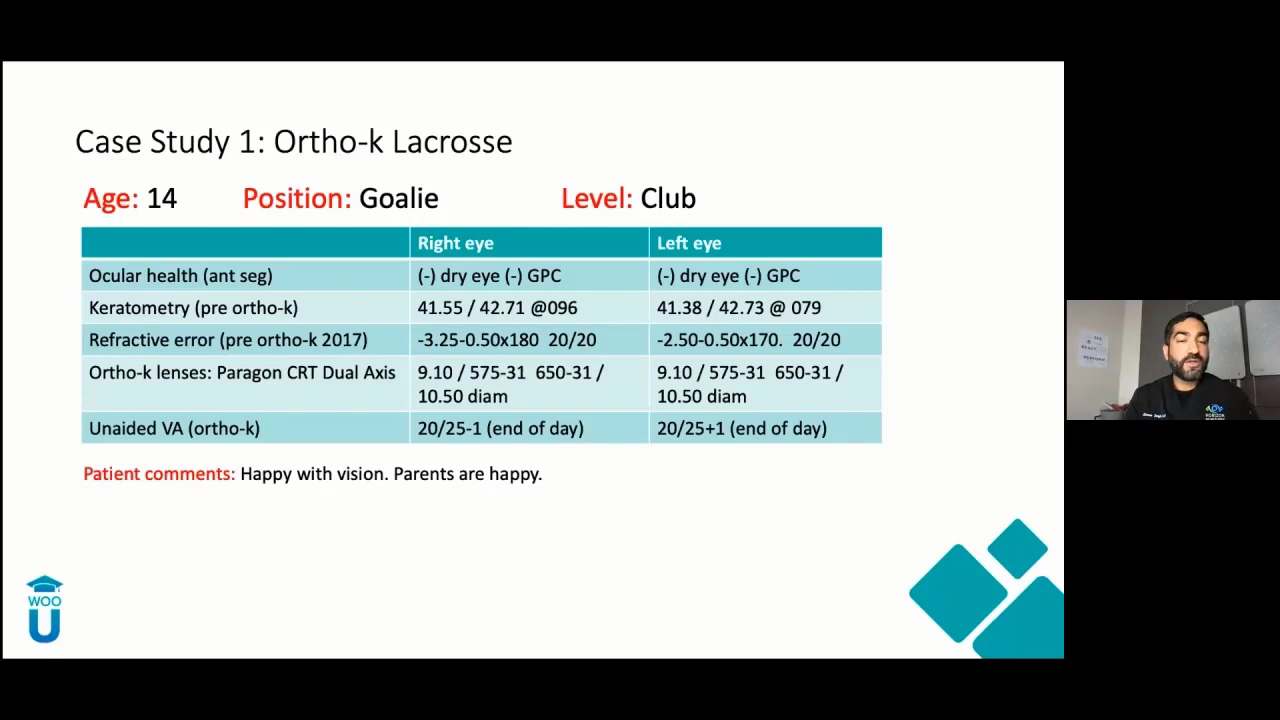 Case Study 1: Ortho-k Lacrosse
Age: 14 Position: Goalie Level: Club
Right eye Left eye
Ocular health (ant seg) (-) dry eye (-) GPC (-) dry eye (-) GPC
Keratometry (pre ortho-k) 41.55 / 42.71 @096 41.38 / 42.73 @ 079
Refractive error (pre ortho-k 2017) -3.25-0.50x180 20/20 -2.50-0.50x170. 20/20
Ortho-k lenses: Paragon CRT Dual Axis 9.10 / 575-31 650-31 / 9.10 / 575-31 650-31 /
10.50 diam 10.50 diam
Unaided VA (ortho-k) 20/25-1 (end of day) 20/25+1 (end of day)
Patient comments: Happy with vision. Parents are happy.
WOO
U